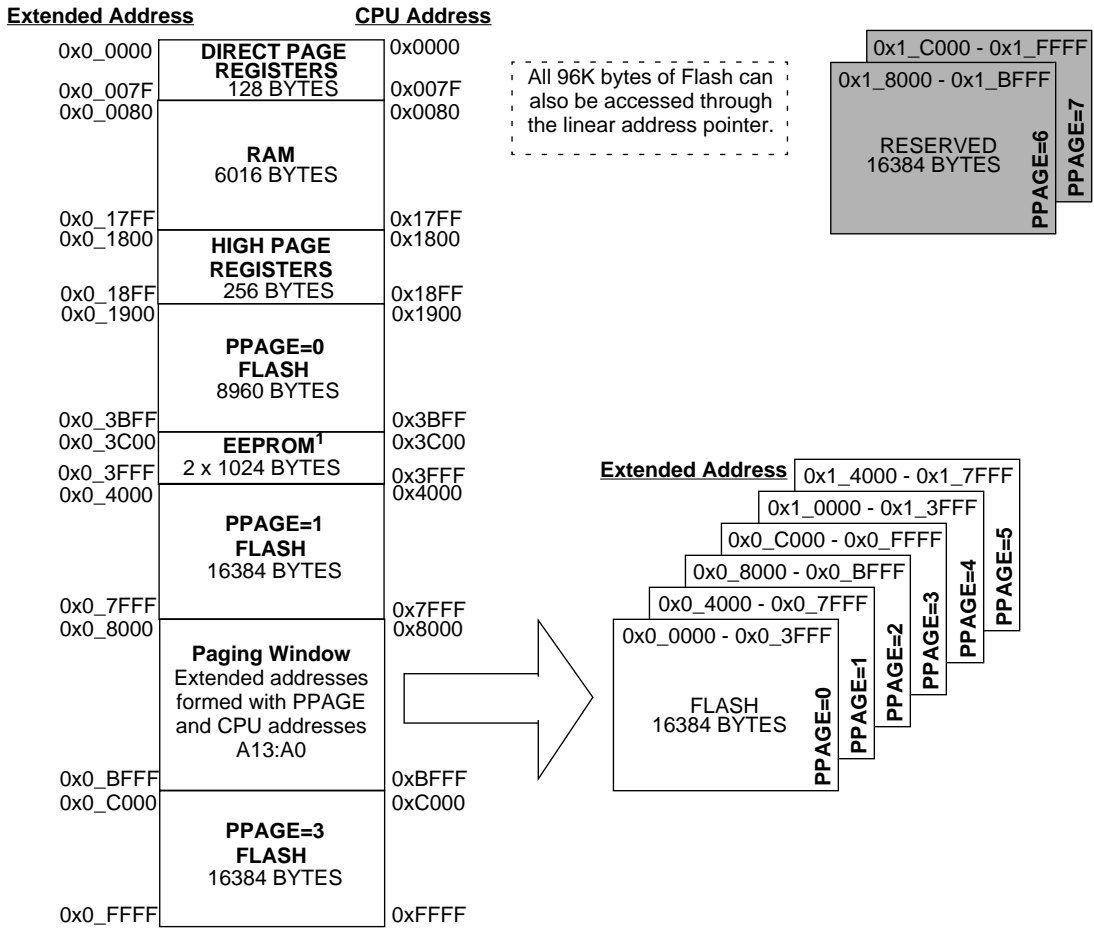 Extended Address CPU Address
0x0_0000 DIRECT PAGE 0x0000
REGISTERS
0x0_007F 128 BYTES 0x007F
0x0_0080 0x0080
RAM
6016 BYTES
0x0_17FF 0x17FF
0x0_1800 0x1800
HIGH PAGE
REGISTERS
0x0_18FF 256 BYTES 0x18FF
0x0_1900 0x1900
PPAGE=0
FLASH
8960 BYTES
0x0_3BFF 0x3BFF
0x0_3C00 EEPROM1 0x3C00
0x0_3FFF 2 x 1024 BYTES 0x3FFF
0x0_4000 0x4000
PPAGE=1
FLASH
16384 BYTES
0x0_7FFF 0x7FFF
0x0_8000 0x8000
Paging Window
Extended addresses
formed with PPAGE
and CPU addresses
A13:A0
0x0_BFFF 0xBFFF
0x0_C000 0xC000
PPAGE=3
FLASH
16384 BYTES
0x0_FFFF 0xFFFF
All 96K bytes of Flash can
also be accessed through
the linear address pointer.
0x1_C000 - 0x1_FFFF
0x1_8000 - 0x1_BFFF
RESERVED
16384 BYTES
PPAGE=6
PPAGE=7
Extended Address
0x1_4000 - 0x1_7FFF
0x1_0000 - 0x1_3FFF
0x0_C000 - 0x0_FFFF
0x0_8000 - 0x0_BFFF
0x0_4000 - 0x0_7FFF
0x0_0000 - 0x0_3FFF
FLASH
16384 BYTES
PPAGE=0
PPAGE=1
PPAGE=2
PPAGE=3
PPAGE=4
PPAGE=5